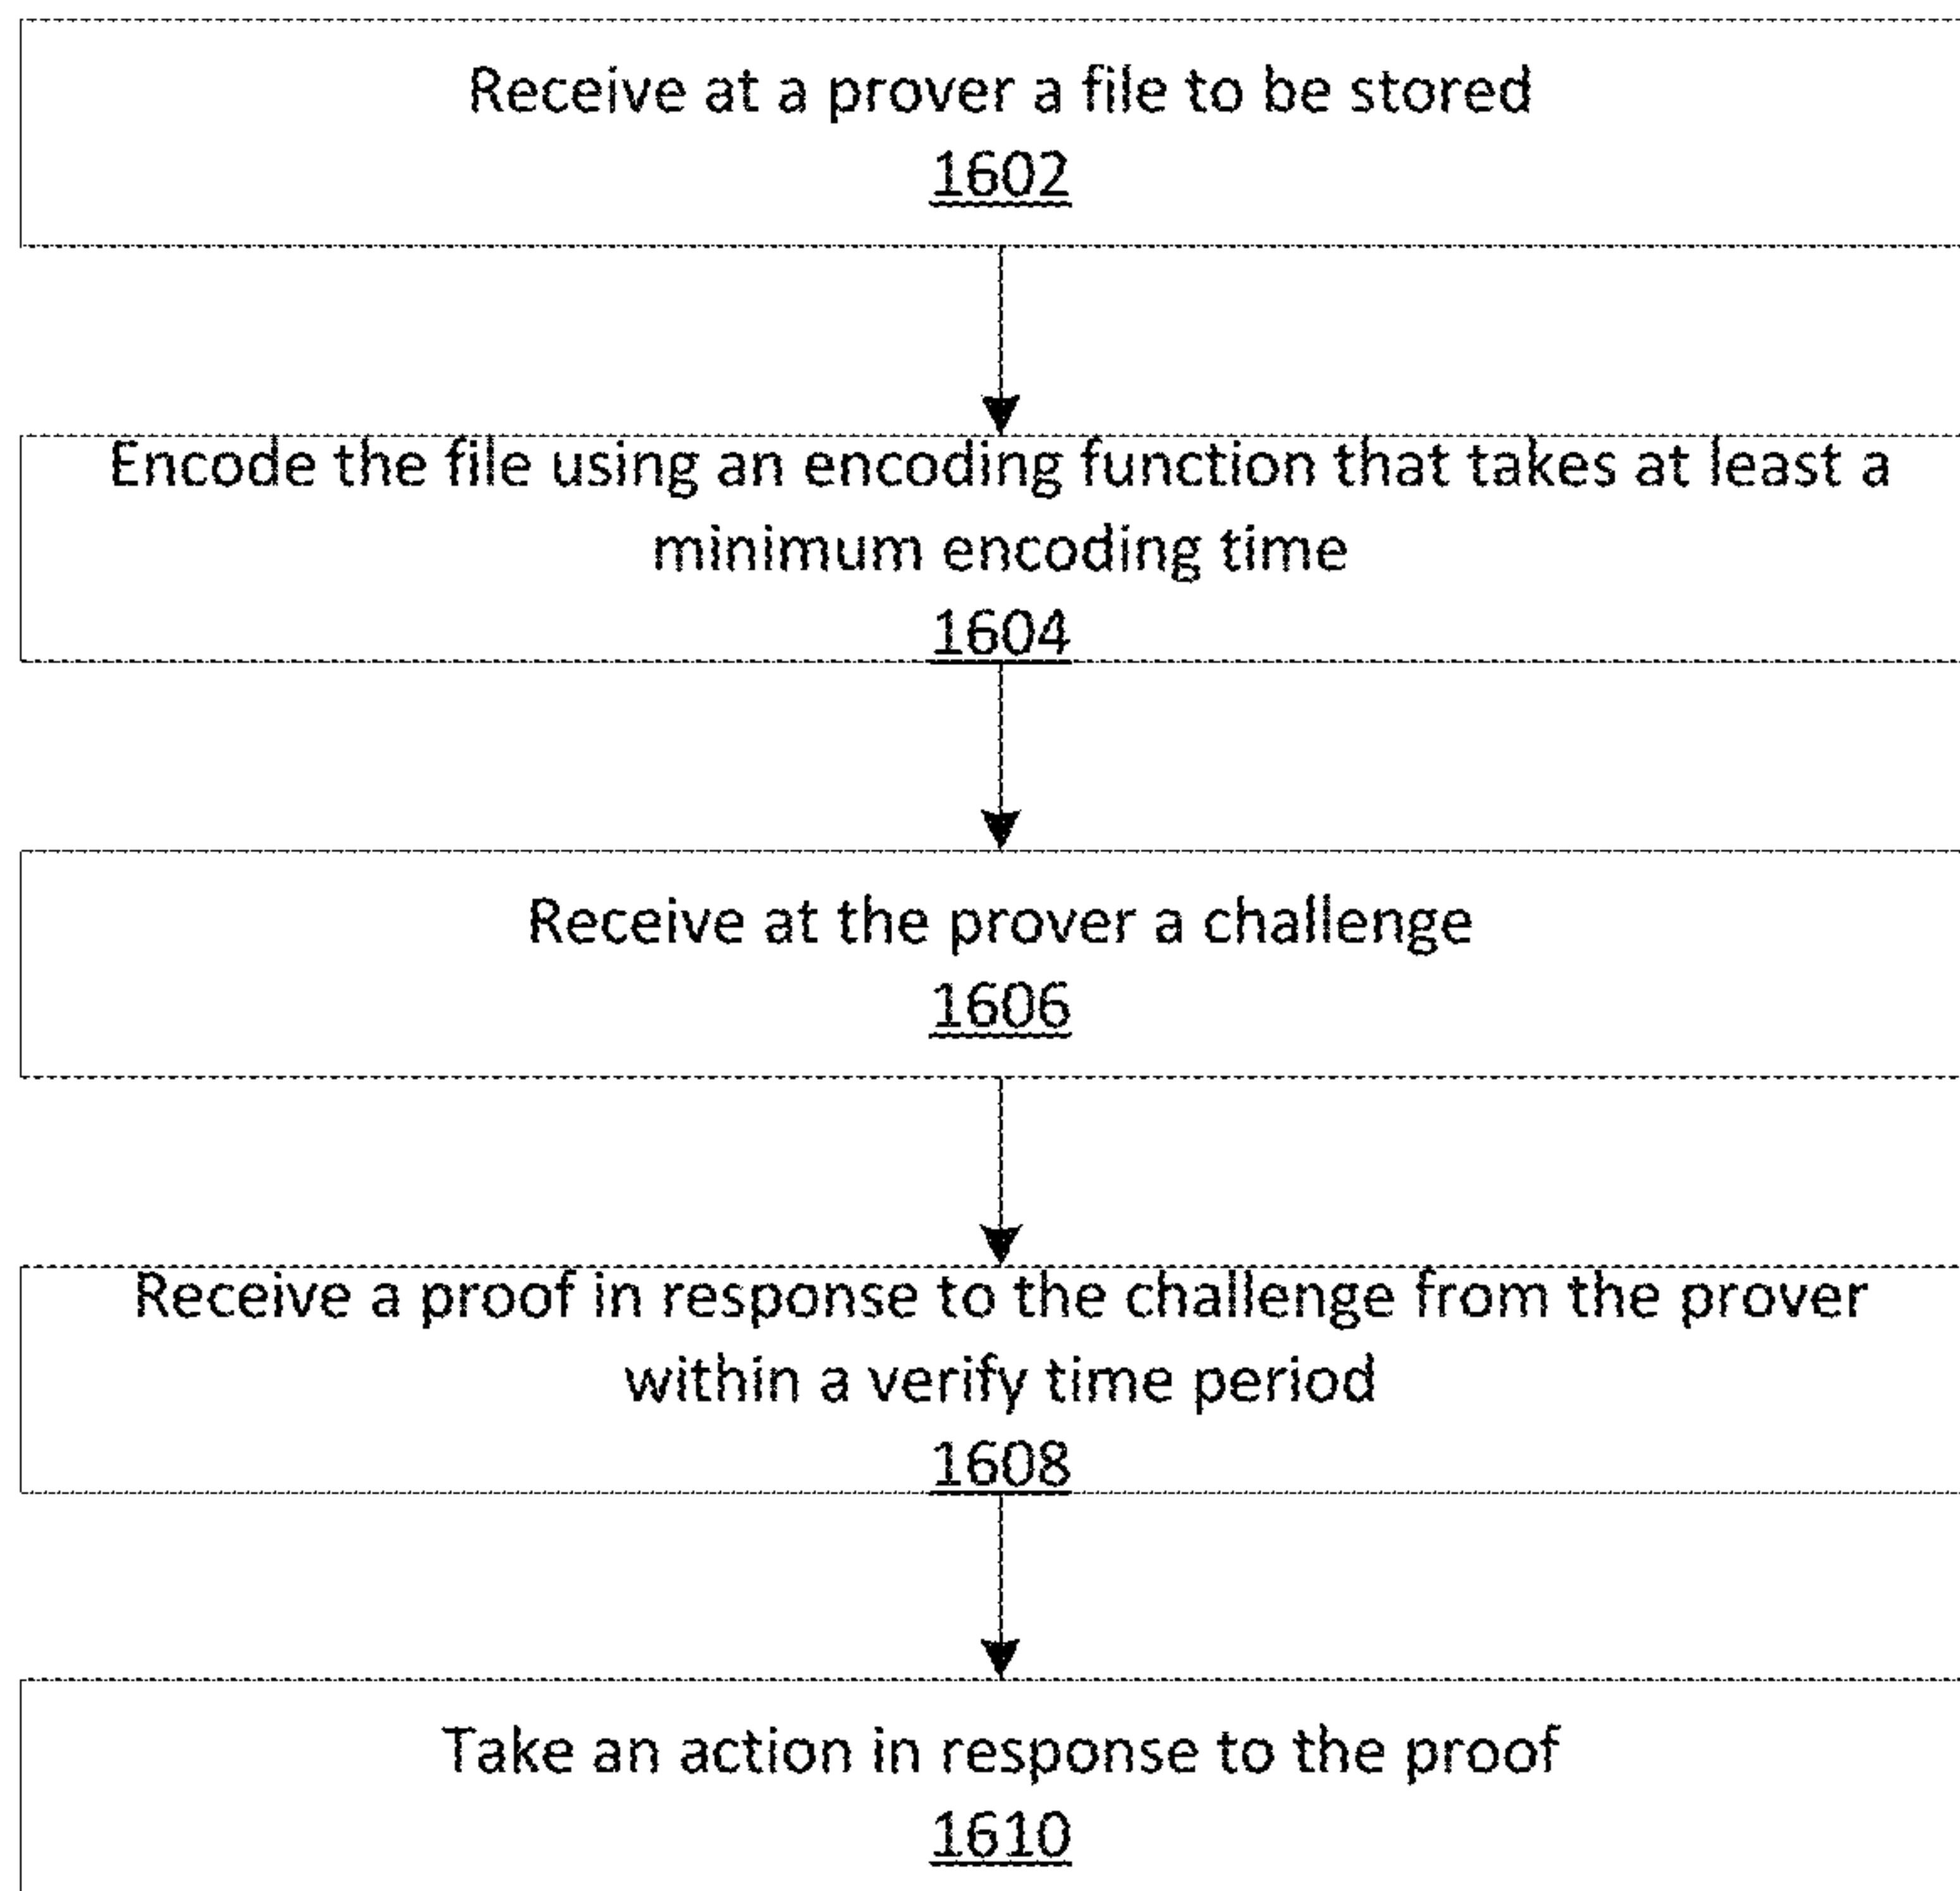 Receive at a prover a file to be stored
1602
Encode the file using an encoding function that takes at least a
minimum encoding time
1604
Receive at the prover a challenge
1606
Receive a proof in response to the challenge from the prover
within a verify time period
1608
Take an action in response to the proof
1610